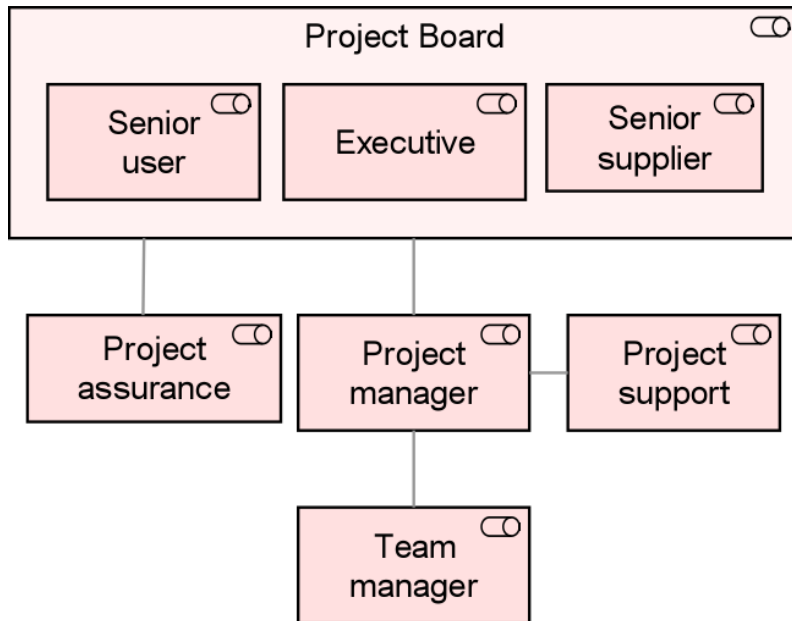 Project Board
Senior
user
Executive
Senior
supplier
Project
assurance
Project
manager
Project
support
Team
manager